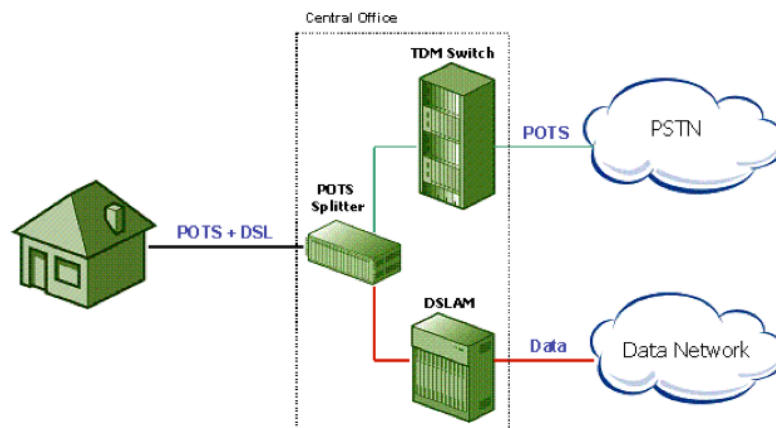 Central Office
TDM Switch
POTS
PSTN
POTS
Splitter
POTS + DSL
DSLAM
Data
Data Network